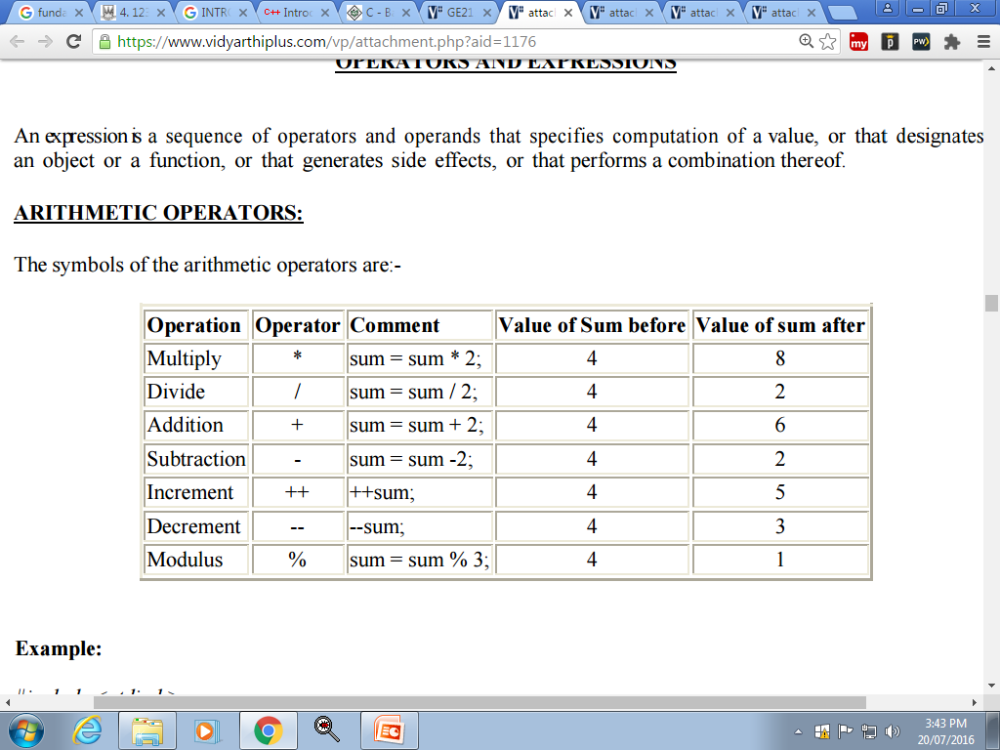 funda
4. 12
INTR
C++ Introd
C - B
GE21
attac
attac
attac
attac
https://www.vidyarthiplus.com/vp/attachment.php?aid=1176
my
p
PW
OPERATORS AND EXPRESSIONS
An expression is a sequence of operators and operands that specifies computation of a value, or that designates
an object or a function, or that generates side effects, or that performs a combination thereof.
ARITHMETIC OPERATORS:
The symbols of the arithmetic operators are:-
Operation Operator Comment Value of Sum before Value of sum after
Multiply * sum = sum * 2; 4 8
Divide / sum = sum / 2; 4 2
Addition + sum = sum + 2; 4 6
Subtraction - sum = sum -2; 4 2
Increment ++ ++sum; 4 5
Decrement -- --sum; 4 3
Modulus % sum = sum % 3; 4 1
Example:
3:43 PM
20/07/2016